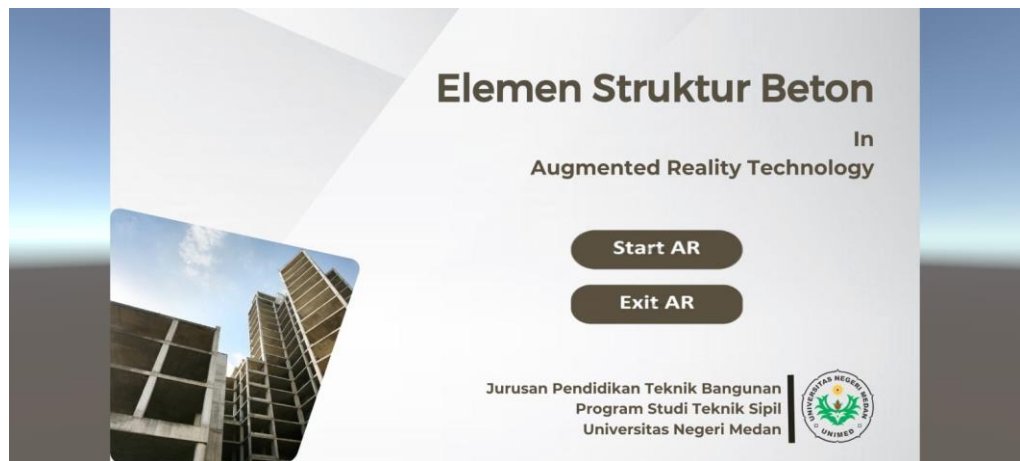 Elemen Struktur Beton
In
Augmented Reality Technology
Start AR
Exit AR
Jurusan Pendidikan Teknik Bangunan
Program Studi Teknik Sipil
Universitas Negeri Medan
UNIVERSITAS NEGERI MEDAN
UNIMED